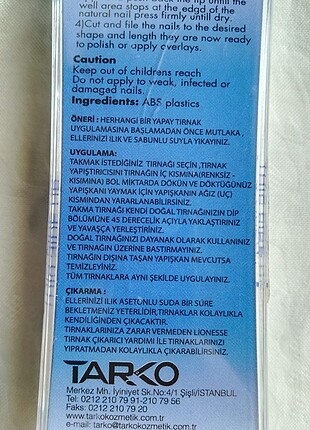 well area stops at the edgd of the
natural nail press firmly untill dry.
4)Cut and file the nails to the desired
shape and length they are now ready
to polish or apply overlays.
Caution
Keep out of childrens reach
Do not apply to weak, infected or
damaged nails.
Ingredients: ABS plastics
ÖNERİ : HERHANGİ BİR YAPAY TIRNAK
UYGULAMASINA BAŞLAMADAN ÖNCE MUTLAKA ,
ELLERİNİZİ ILIK VE SABUNLU SUYLA YIKAYINIZ.
UYGULAMA :
TAKMAK İSTEDİĞİNİZ TIRNAĞI SEÇİN ,TIRNAK
YAPIŞTIRICISINI TIRNAĞIN İÇ KISMINA(RENKSİZ -
KISMINA) BOL MİKTARDA DÖKÜN VE DÖKTÜĞÜNÜZ
YAPIŞKANI YAYMAK İÇİN YAPIŞKANIN AĞIZ (UÇ)
KISMINDAN YARARLANABİLİRSİNİZ.
TAKMA TIRNAĞI KENDİ DOĞAL TIRNAĞINIZIN DİP
BÖLÜMÜNE 45 DERECELİK AÇIYLA YAKLAŞTIRINIZ
VE YAVAŞÇA YERLEŞTİRİNİZ.
DOĞAL TIRNAĞINIZI DAYANAK OLARAK KULLANIZ
VE TIRNAĞIN ÜZERİNE BASTIRMAYINIZ.
TIRNAĞIN DIŞINA TAŞAN YAPIŞKAN MEVCUTSA
TEMİZLEYİNİZ.
TÜM TIRNAKLARA AYNI ŞEKİLDE UYGULAYINIZ.
ÇIKARMA :
ELLERİNİZİ ILIK ASETUNLU SUDA BİR SÜRE
BEKLETMENİZ YETERLİDİR,TIRNAKLAR KOLAYLIKLA
KENDİLİĞİNDEN ÇIKACAKTIR.
TIRNAKLARINIZA ZARAR VERMEDEN LIONESSE
TIRNAK ÇIKARICI YARDIMI İLE TIRNAKLARINIZI
YIPRATMADAN KOLAYLIKLA ÇIKARABİLİRSİNİZ.
TARKO
Merkez Mh. İyiniyet Sk.No:4/1 Şişli/İSTANBUL
Tel: 0212 210 79 91-210 79 56
Faks: 0212 297 79 20
www.tarkokozmetik.com
e-mail: tarko@tarkokozmetik.com.tr